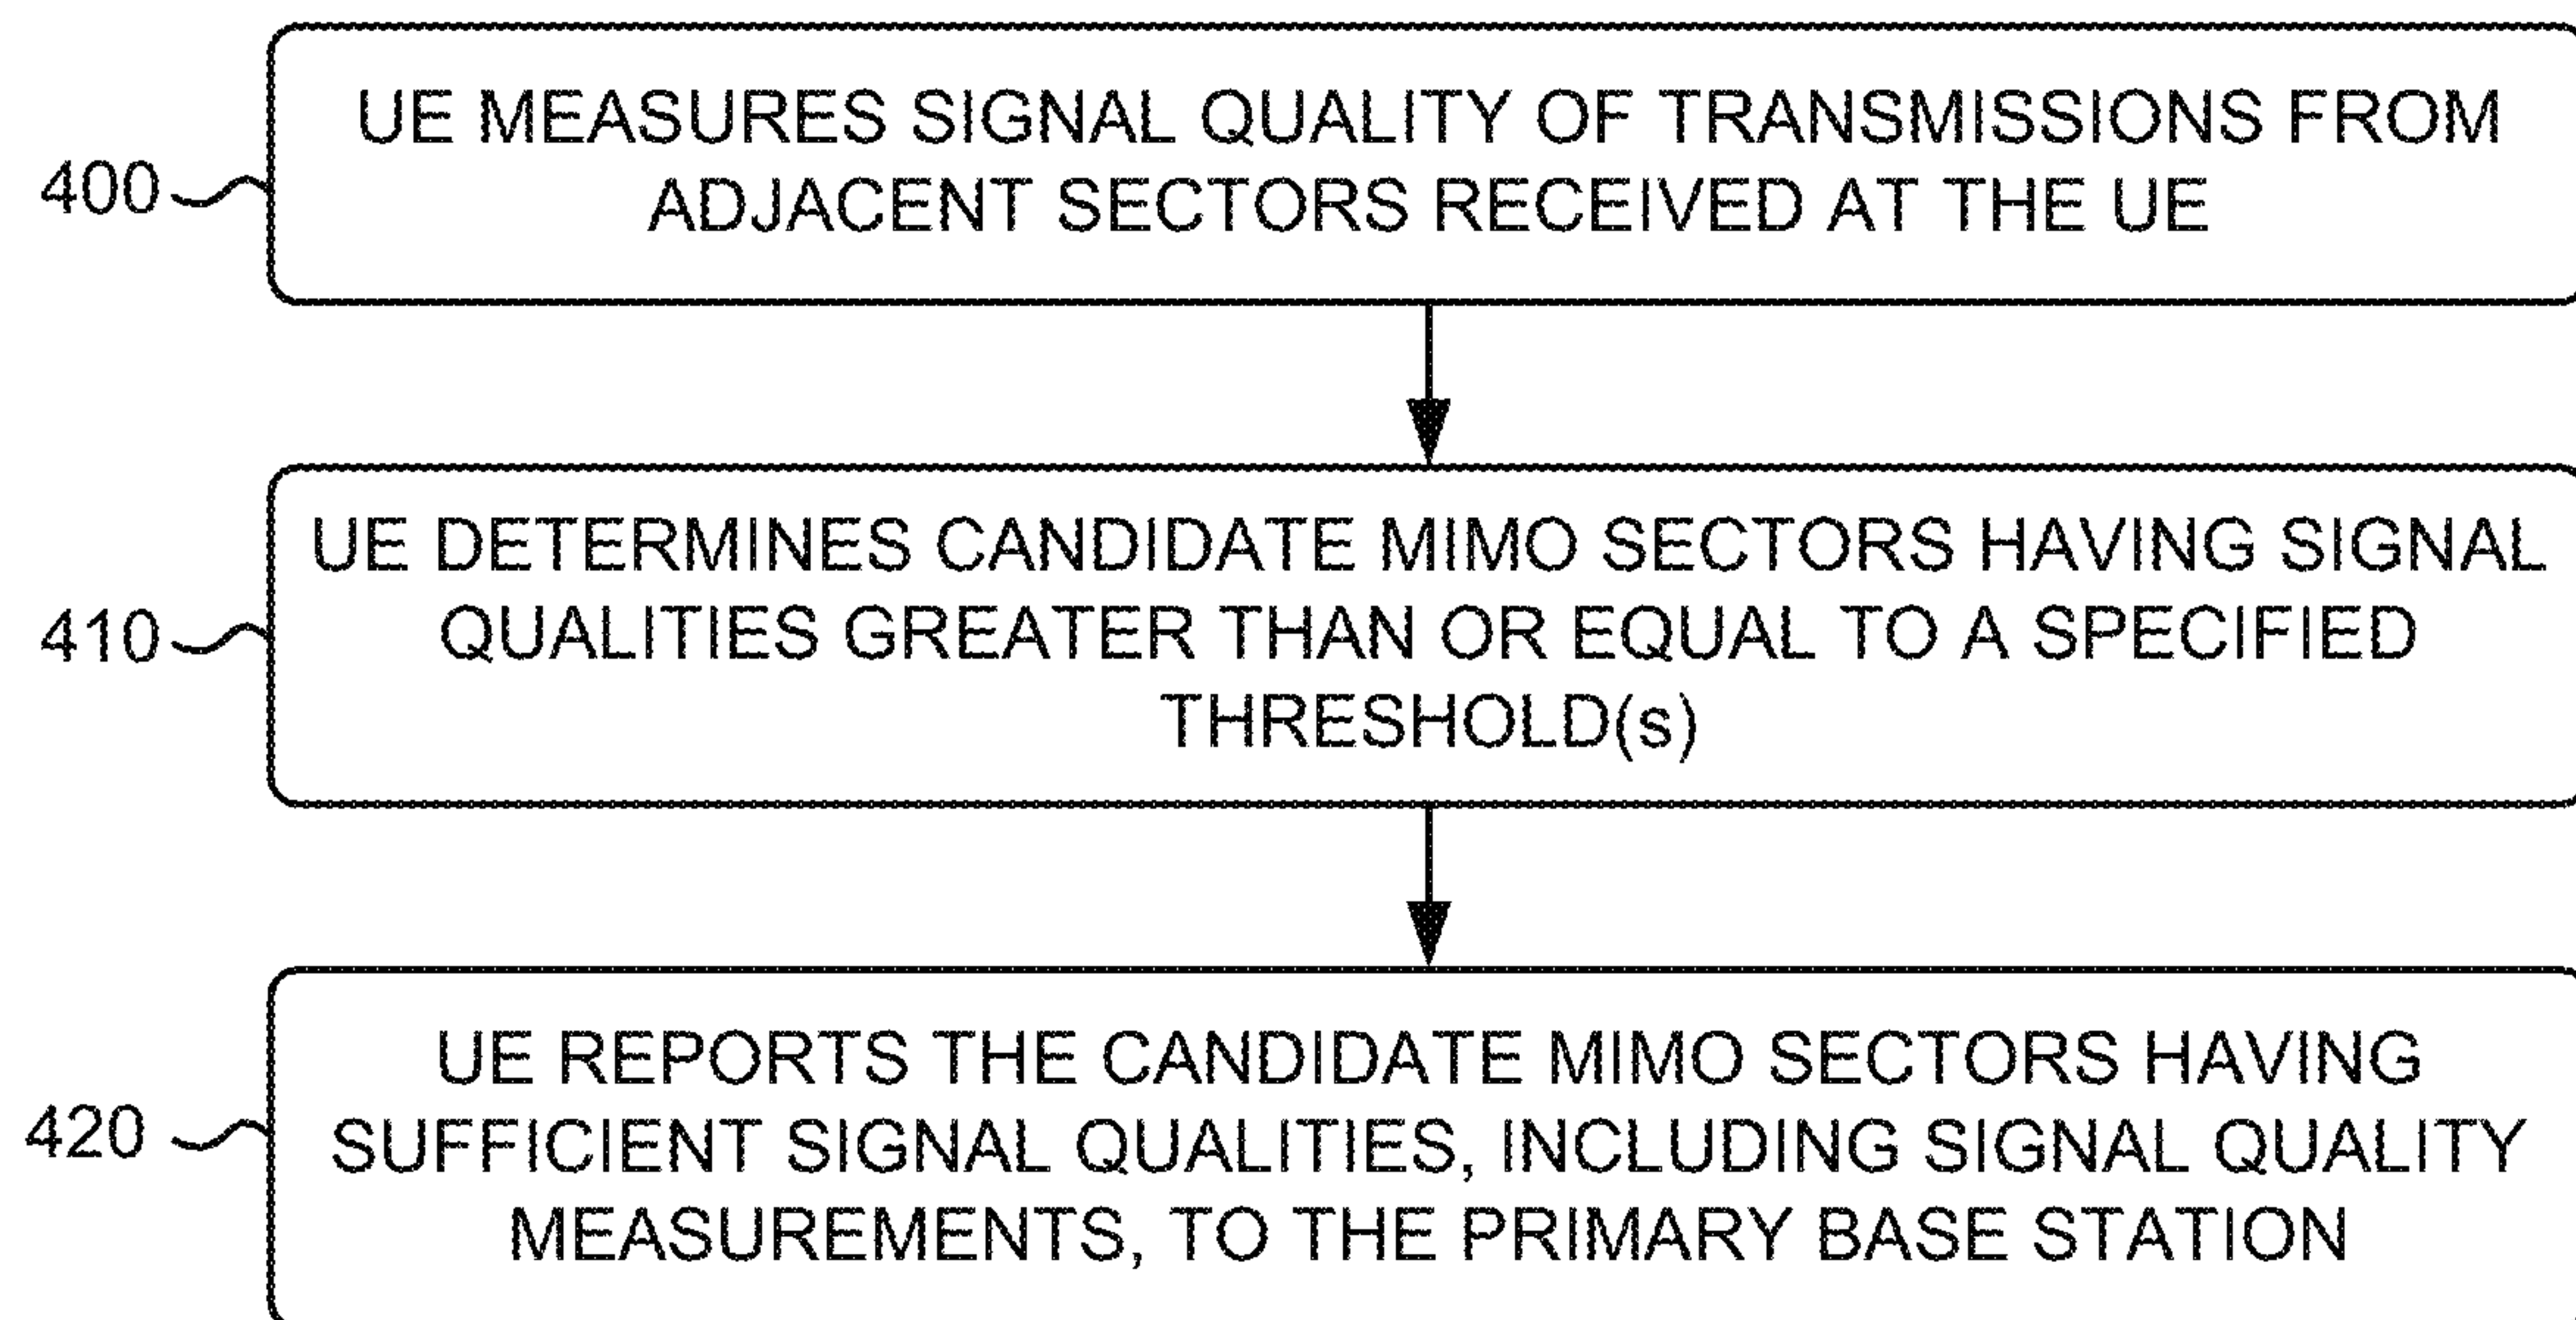 400
UE MEASURES SIGNAL QUALITY OF TRANSMISSIONS FROM
ADJACENT SECTORS RECEIVED AT THE UE
410
UE DETERMINES CANDIDATE MIMO SECTORS HAVING SIGNAL
QUALITIES GREATER THAN OR EQUAL TO A SPECIFIED
THRESHOLD(s)
420
UE REPORTS THE CANDIDATE MIMO SECTORS HAVING
SUFFICIENT SIGNAL QUALITIES, INCLUDING SIGNAL QUALITY
MEASUREMENTS, TO THE PRIMARY BASE STATION